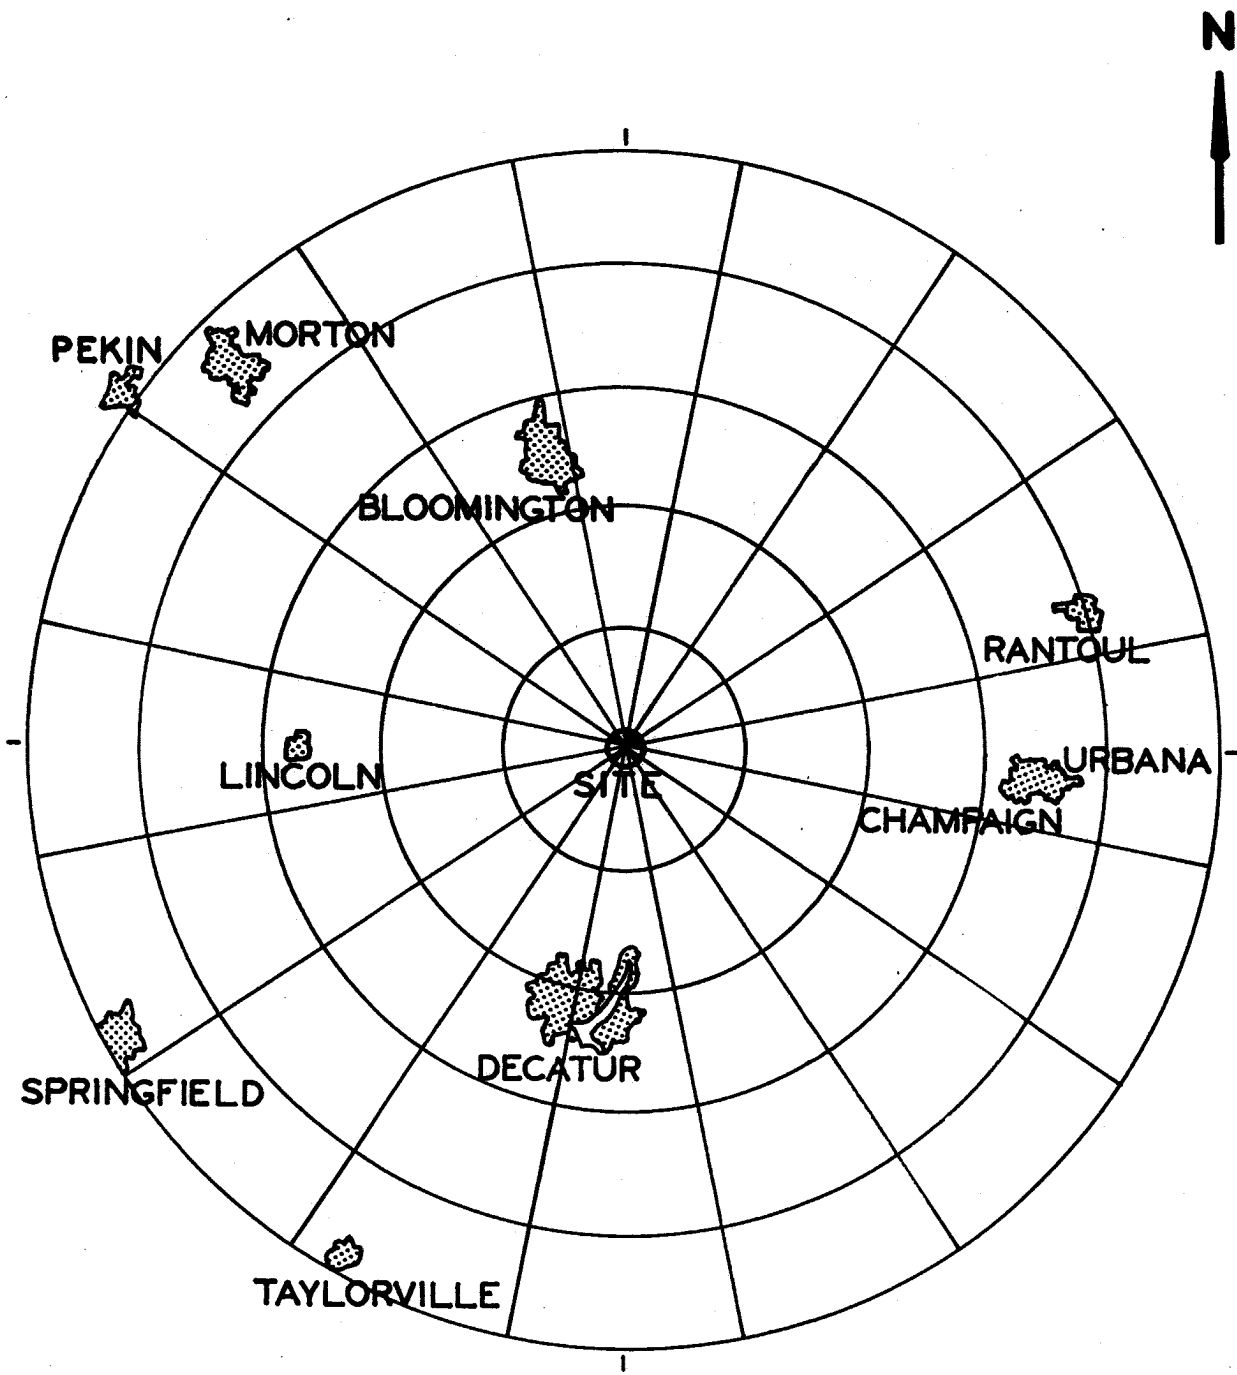 N
MORTON
PEKIN
BLOOMINGTON
RANTOUL
URBANA
LINCOLN
SITE
CHAMPAIGN
DECATUR
SPRINGFIELD
TAYLORVILLE